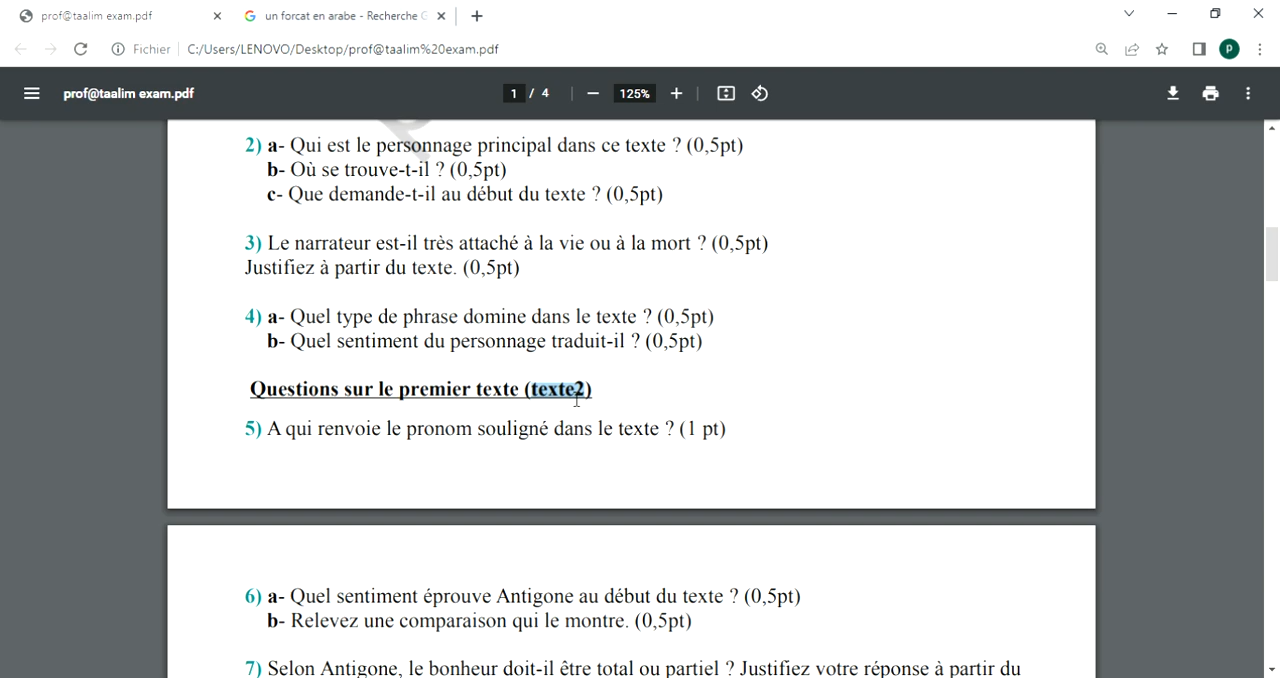 prof@taalim exam.pdf
un forcat en arabe - Recherche G
Fichier
C:/Users/LENOVO/Desktop/prof@taalim%20exam.pdf
P
prof@taalim exam.pdf
1 / 4
125%
2) a- Qui est le personnage principal dans ce texte ? (0,5pt)
b- Où se trouve-t-il ? (0,5pt)
c- Que demande-t-il au début du texte ? (0,5pt)
3) Le narrateur est-il très attaché à la vie ou à la mort ? (0,5pt)
Justifiez à partir du texte. (0,5pt)
4) a- Quel type de phrase domine dans le texte ? (0,5pt)
b- Quel sentiment du personnage traduit-il ? (0,5pt)
Questions sur le premier texte (texte2)
5) A qui renvoie le pronom souligné dans le texte ? (1 pt)
6) a- Quel sentiment éprouve Antigone au début du texte ? (0,5pt)
b- Relevez une comparaison qui le montre. (0,5pt)
7) Selon Antigone, le bonheur doit-il être total ou partiel ? Justifiez votre réponse à partir du